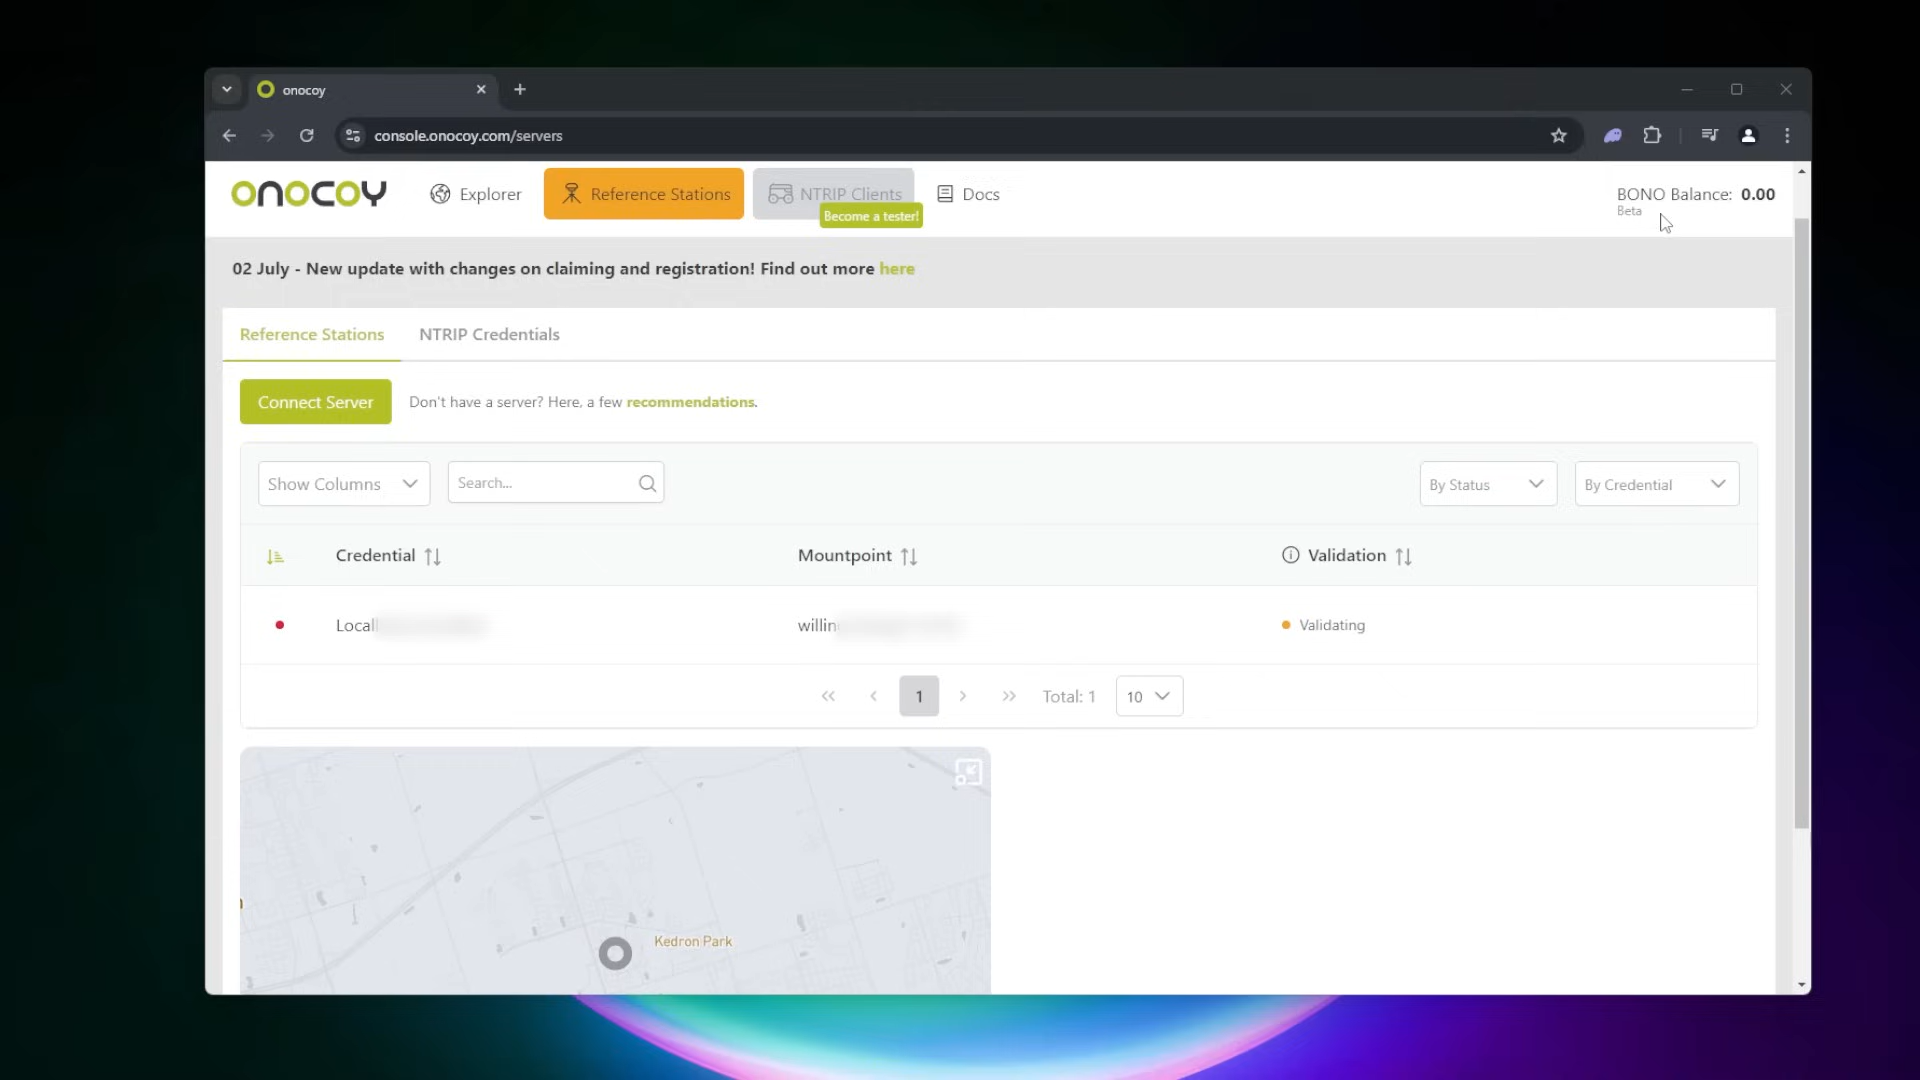 onocoy
console.onocoy.com/servers
onocoy
Explorer
Reference Stations
NTRIP Clients
Become a tester!
Docs
BONO Balance: 0.00
Beta
02 July - New update with changes on claiming and registration! Find out more here
Reference Stations
NTRIP Credentials
Connect Server
Don't have a server? Here, a few recommendations.
Show Columns
Search...
By Status
By Credential
Credential
Mountpoint
Validation
Validating
1
Total: 1
10
Kedron Park